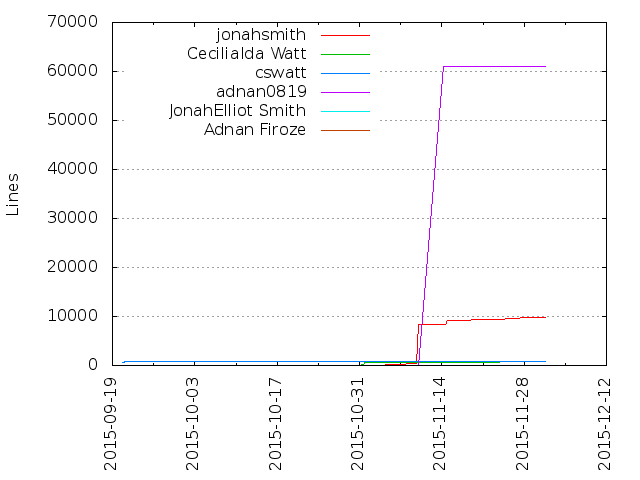 70000
60000
50000
40000
30000
20000
10000
0
Lines
jonahsmith
CeciliaIda Watt
cswatt
adnan0819
JonahElliot Smith
Adnan Firoze
2015-09-19
2015-10-03
2015-10-17
2015-10-31
2015-11-14
2015-11-28
2015-12-12